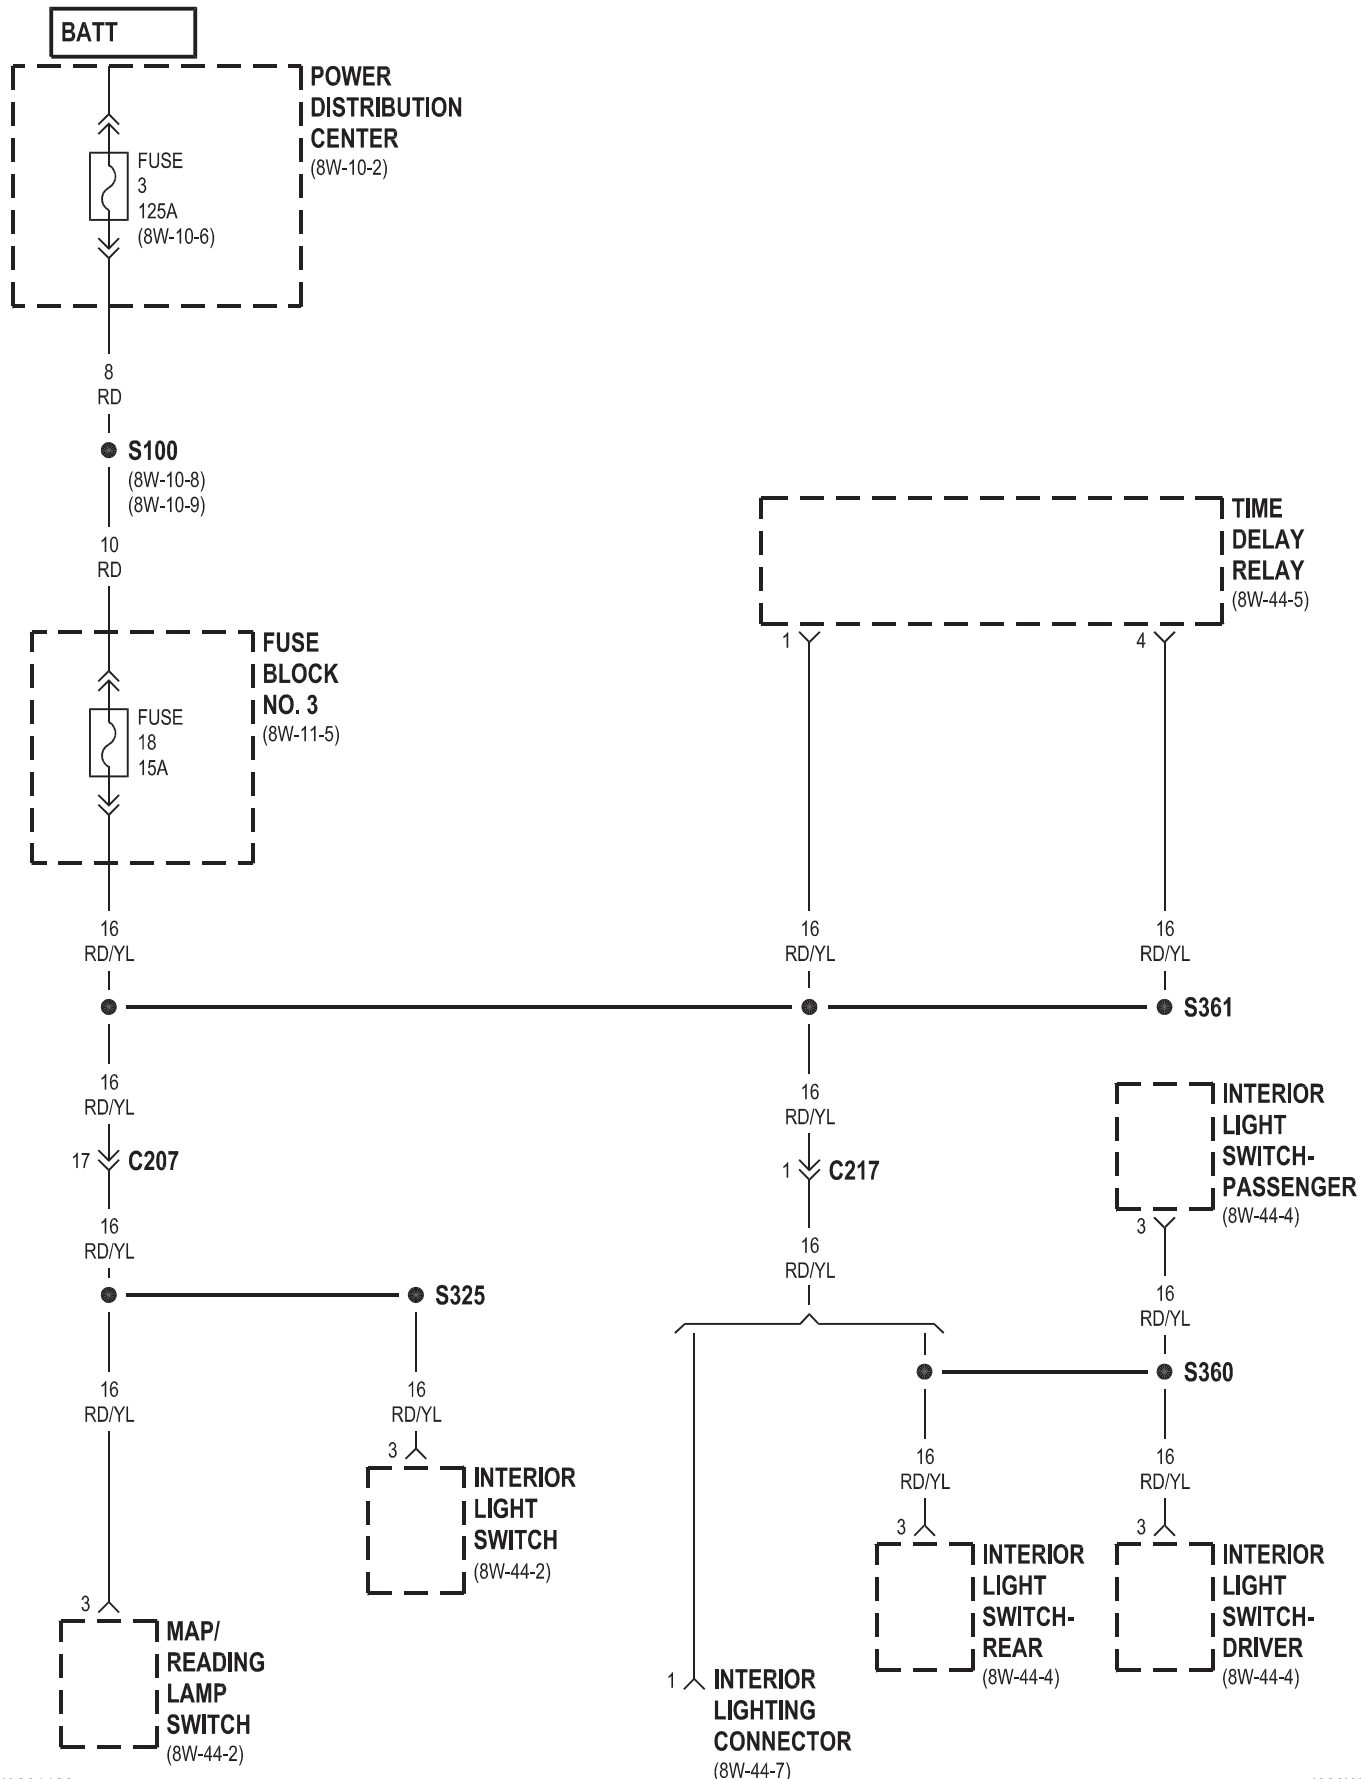 BATT
POWER
DISTRIBUTION
CENTER
(8W-10-2)
FUSE
3
125A
(8W-10-6)
8
RD
S100
(8W-10-8)
(8W-10-9)
10
RD
TIME
DELAY
RELAY
(8W-44-5)
1
4
FUSE
BLOCK
NO. 3
(8W-11-5)
FUSE
18
15A
16
RD/YL
16
RD/YL
16
RD/YL
S361
16
RD/YL
17
C207
16
RD/YL
16
RD/YL
1
C217
16
RD/YL
INTERIOR
LIGHT
SWITCH-
PASSENGER
(8W-44-4)
3
16
RD/YL
S325
S360
16
RD/YL
16
RD/YL
3
INTERIOR
LIGHT
SWITCH
(8W-44-2)
16
RD/YL
16
RD/YL
3
INTERIOR
LIGHT
SWITCH-
REAR
(8W-44-4)
3
INTERIOR
LIGHT
SWITCH-
DRIVER
(8W-44-4)
3
MAP/
READING
LAMP
SWITCH
(8W-44-2)
1
INTERIOR
LIGHTING
CONNECTOR
(8W-44-7)